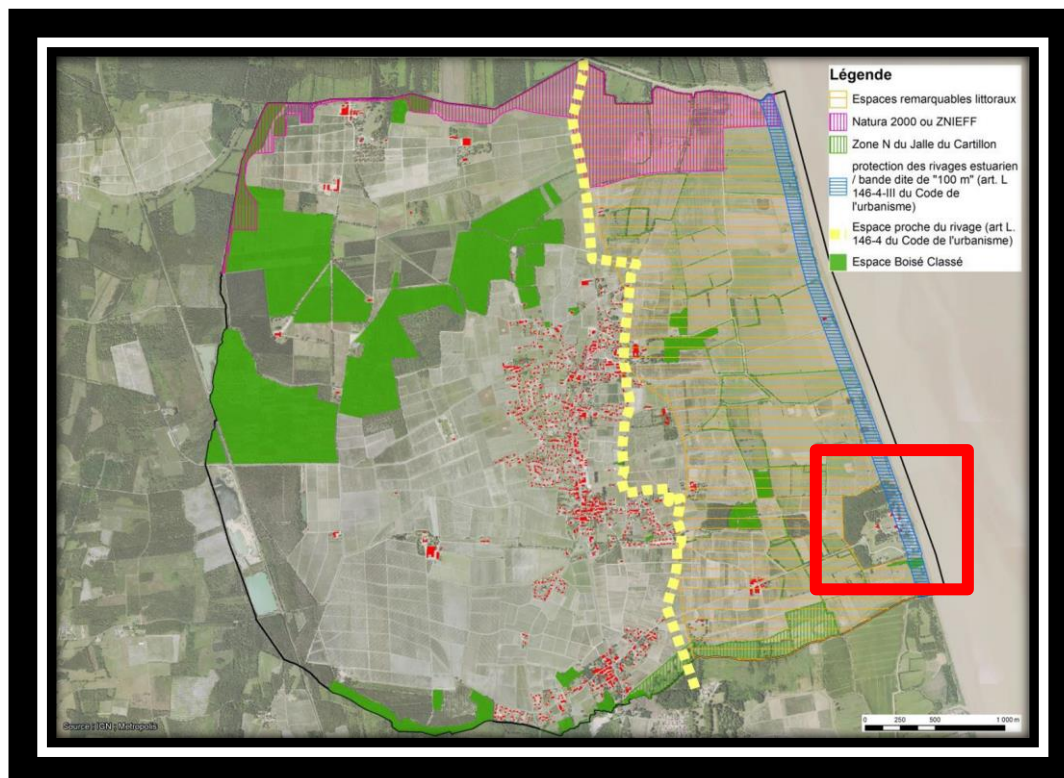 Légende
Espaces remarquables littoraux
Natura 2000 ou ZNIEFF
Zone N du Jalle du Cartillon
protection des rivages estuarien
/ bande dite de "100 m" (art. L
146-4-III du Code de
l'urbanisme)
Espace proche du rivage (art L.
146-4 du Code de l'urbanisme)
Espace Boisé Classé
Source : IGN ; Metropolis
0 250 500 1 000 m